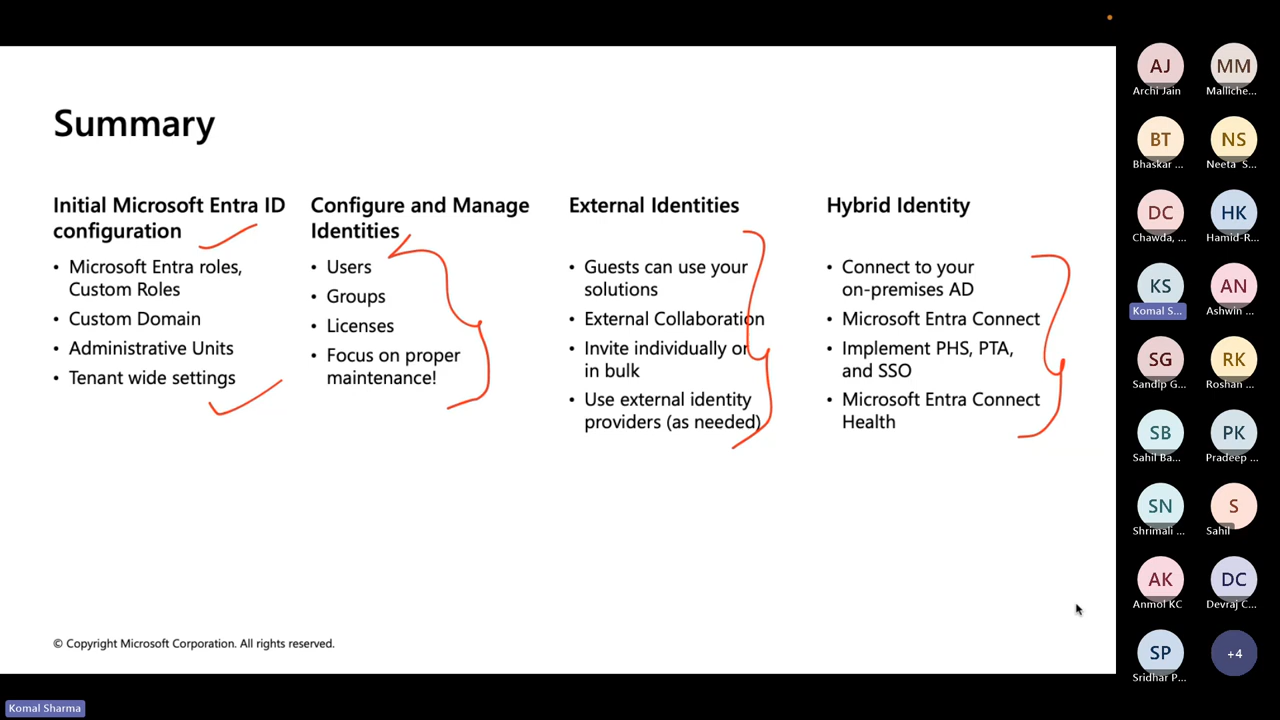 Summary
Initial Microsoft Entra ID
configuration
• Microsoft Entra roles,
Custom Roles
• Custom Domain
• Administrative Units
• Tenant wide settings
Configure and Manage
Identities
• Users
• Groups
• Licenses
• Focus on proper
maintenance!
External Identities
• Guests can use your
solutions
• External Collaboration
• Invite individually or
in bulk
• Use external identity
providers (as needed)
Hybrid Identity
• Connect to your
on-premises AD
• Microsoft Entra Connect
• Implement PHS, PTA,
and SSO
• Microsoft Entra Connect
Health
© Copyright Microsoft Corporation. All rights reserved.
AJ
Archi Jain
MM
Malliche...
BT
Bhaskar ...
NS
Neeta S...
DC
Chawda, ...
HK
Hamid-R...
KS
Komal S...
AN
Ashwin ...
SG
Sandip G...
RK
Roshan ...
SB
Sahil Ba...
PK
Pradeep ...
SN
Shrimali ...
S
Sahil
AK
Anmol KC
DC
Devraj C...
SP
Sridhar P...
+4
Komal Sharma